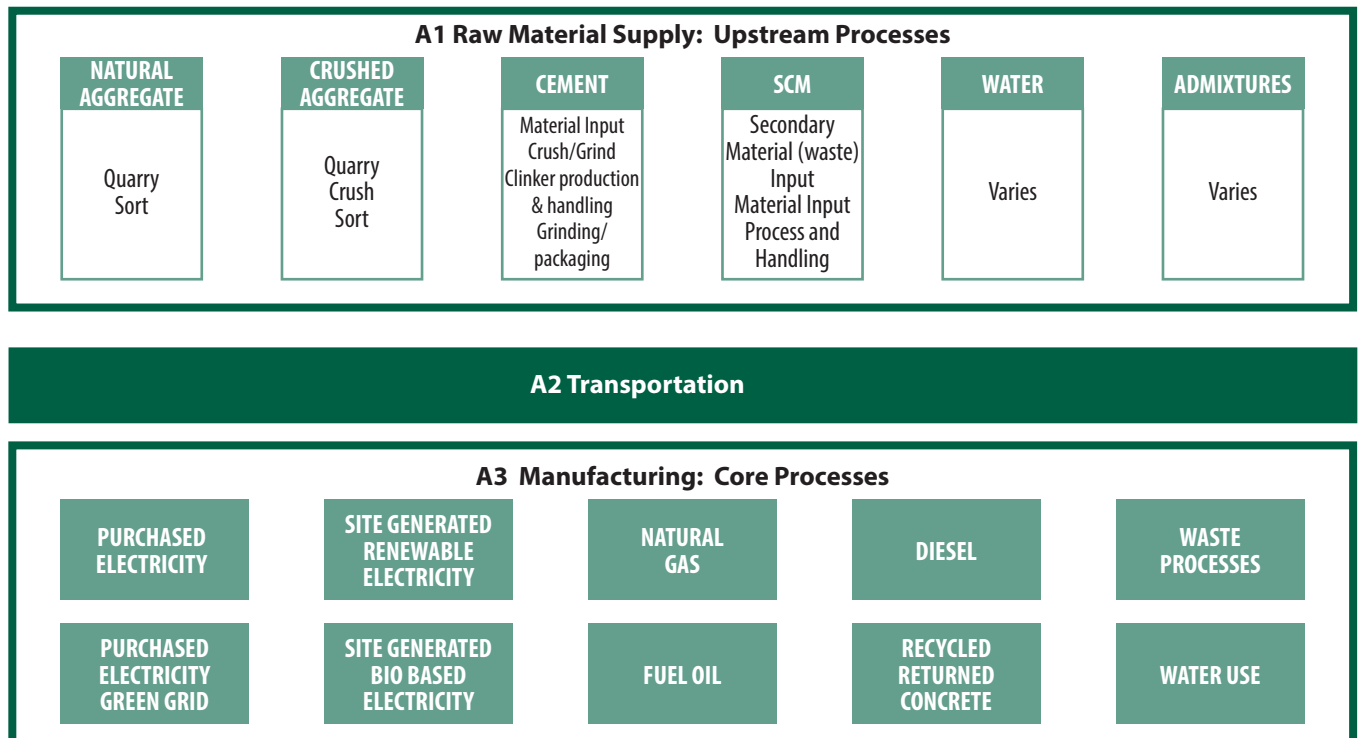 A1 Raw Material Supply: Upstream Processes
NATURAL
AGGREGATE
Quarry
Sort
CRUSHED
AGGREGATE
Quarry
Crush
Sort
CEMENT
Material Input
Crush/Grind
Clinker production
& handling
Grinding/
packaging
SCM
Secondary
Material (waste)
Input
Material Input
Process and
Handling
WATER
Varies
ADMIXTURES
Varies
A2 Transportation
A3 Manufacturing: Core Processes
PURCHASED
ELECTRICITY
SITE GENERATED
RENEWABLE
ELECTRICITY
NATURAL
GAS
DIESEL
WASTE
PROCESSES
PURCHASED
ELECTRICITY
GREEN GRID
SITE GENERATED
BIO BASED
ELECTRICITY
FUEL OIL
RECYCLED
RETURNED
CONCRETE
WATER USE